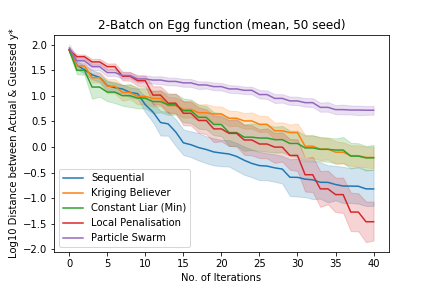 2-Batch on Egg function (mean, 50 seed)
Log10 Distance between Actual & Guessed y*
2.0
1.5
1.0
0.5
0.0
−0.5
−1.0
−1.5
−2.0
Sequential
Kriging Believer
Constant Liar (Min)
Local Penalisation
Particle Swarm
0 5 10 15 20 25 30 35 40
No. of Iterations